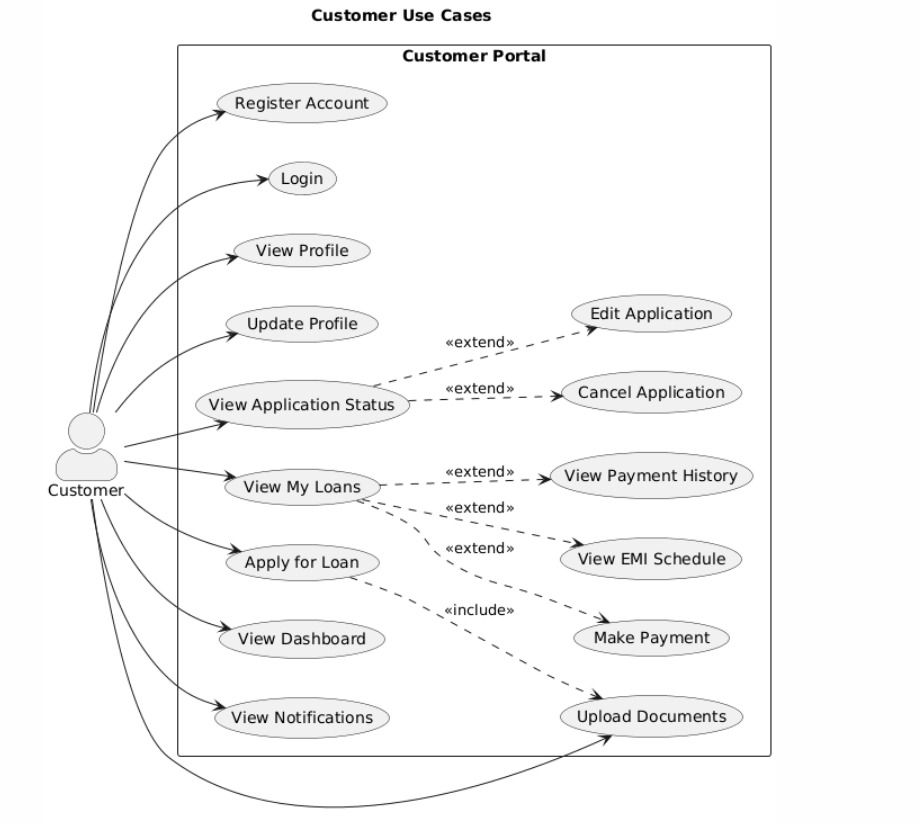 Customer Use Cases
Customer Portal
Register Account
Login
View Profile
Update Profile
Edit Application
«extend»
«extend»
Cancel Application
View Application Status
Customer
«extend»
View Payment History
View My Loans
«extend»
«extend»
View EMI Schedule
Apply for Loan
«include»
View Dashboard
Make Payment
View Notifications
Upload Documents